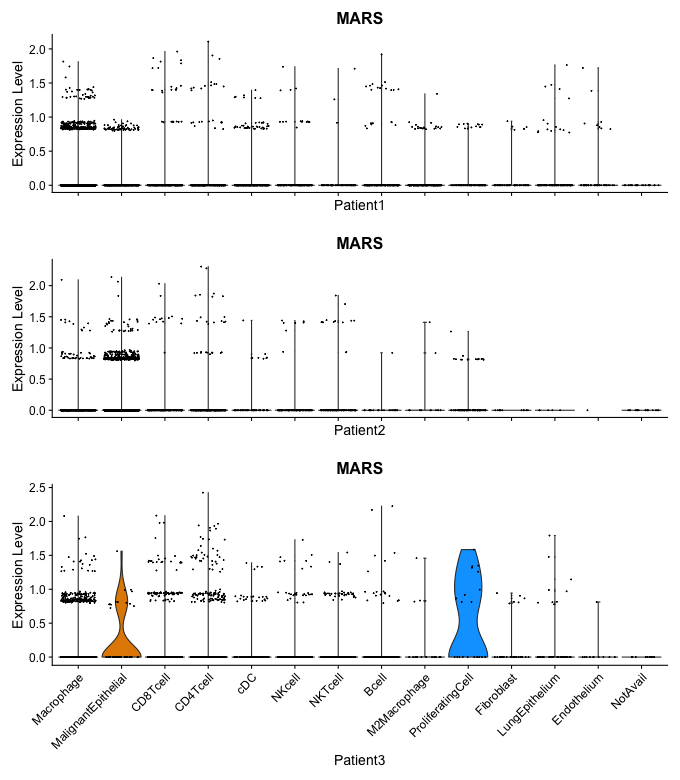 MARS
Expression Level
2.0
1.5
1.0
0.5
0.0
Patient1
MARS
Expression Level
2.0
1.5
1.0
0.5
0.0
Patient2
MARS
Expression Level
2.5
2.0
1.5
1.0
0.5
0.0
Macrophage
MalignantEpithelial
CD8Tcell
CD4Tcell
cDC
NKcell
NKTcell
Bcell
M2Macrophage
ProliferatingCell
Fibroblast
LungEpithelium
Endothelium
NotAvail
Patient3